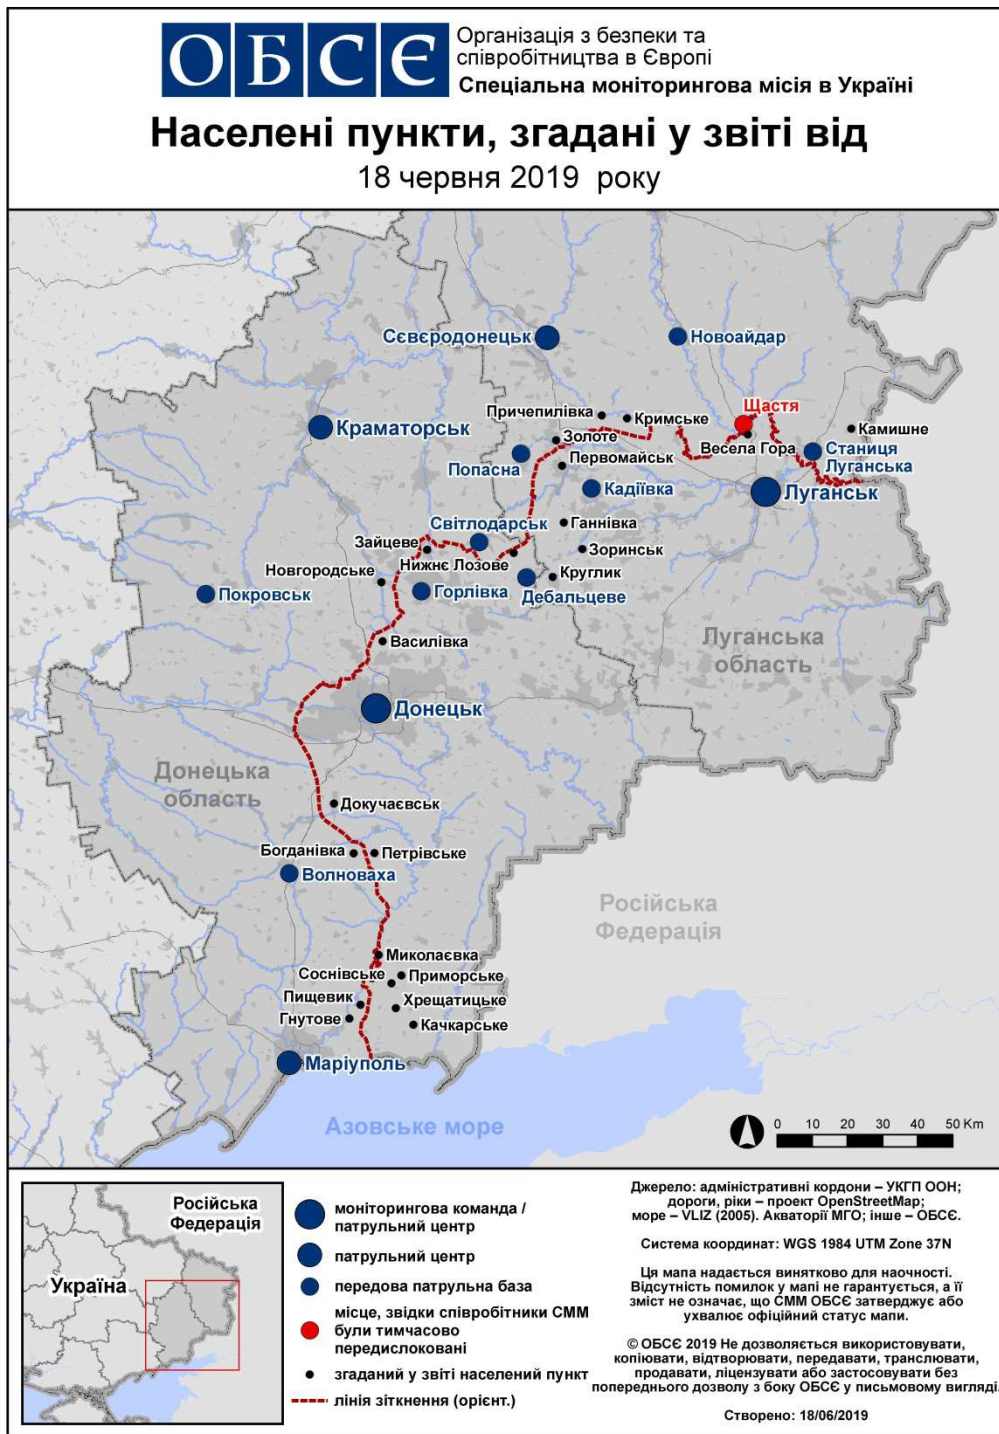 ОБСЄ
Організація з безпеки та
співробітництва в Європі
Спеціальна моніторингова місія в Україні
Населені пункти, згадані у звіті від
18 червня 2019 року
Сєвєродонецьк
Новоайдар
Щастя
Причепилівка
Кримське
Камишне
Краматорськ
Золоте
Весела Гора
Станиця
Луганська
Попасна
Первомайськ
Кадіївка
Луганськ
Світлодарськ
Ганнівка
Зайцеве
Зоринськ
Нижнє Лозове
Новгородське
Круглик
Покровськ
Горлівка
Дебальцеве
Василівка
Луганська
область
Донецьк
Донецька
область
Докучаєвськ
Богданівка
Петрівське
Волноваха
Російська
Федерація
Миколаєвка
Соснівське
Приморське
Пищевик
Хрещатицьке
Гнутове
Качкарське
Маріуполь
Азовське море
0 10 20 30 40 50 Km
Російська
Федерація
Україна
моніторингова команда /
патрульний центр
патрульний центр
передова патрульна база
місце, звідки співробітники СММ
були тимчасово
передислоковані
згаданий у звіті населений пункт
лінія зіткнення (орієнт.)
Джерело: адміністративні кордони – УКГП ООН;
дороги, ріки – проект OpenStreetMap;
море – VLIZ (2005). Акваторії МГО; інше – ОБСЄ.
Система координат: WGS 1984 UTM Zone 37N
Ця мапа надається винятково для наочності.
Відсутність помилок у мапі не гарантується, а її
зміст не означає, що СММ ОБСЄ затверджує або
ухвалює офіційний статус мапи.
© ОБСЄ 2019 Не дозволяється використовувати,
копіювати, відтворювати, передавати, транслювати,
продавати, ліцензувати або застосовувати без
попереднього дозволу з боку ОБСЄ у письмовому вигляді.
Створено: 18/06/2019